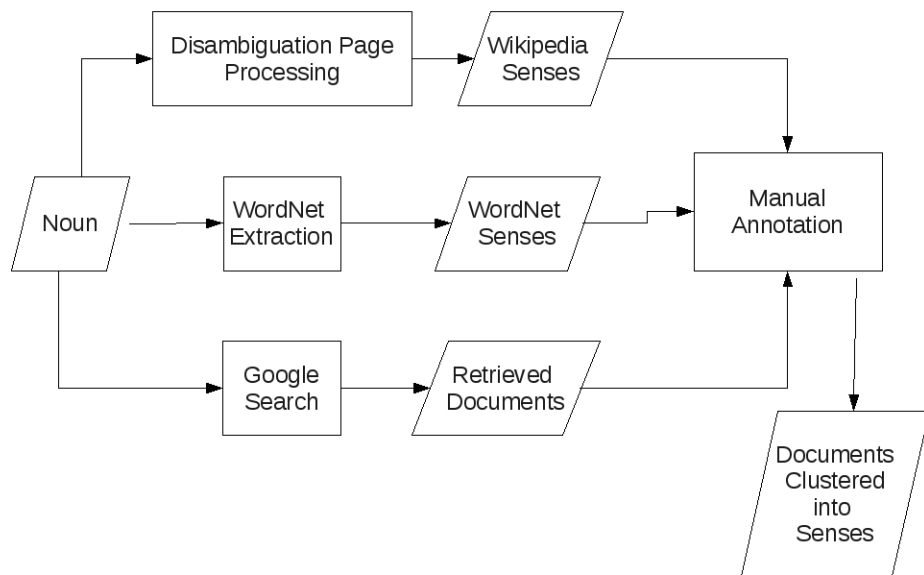 Disambiguation Page
Processing
Wikipedia
Senses
Noun
WordNet
Extraction
WordNet
Senses
Manual
Annotation
Google
Search
Retrieved
Documents
Documents
Clustered
into
Senses